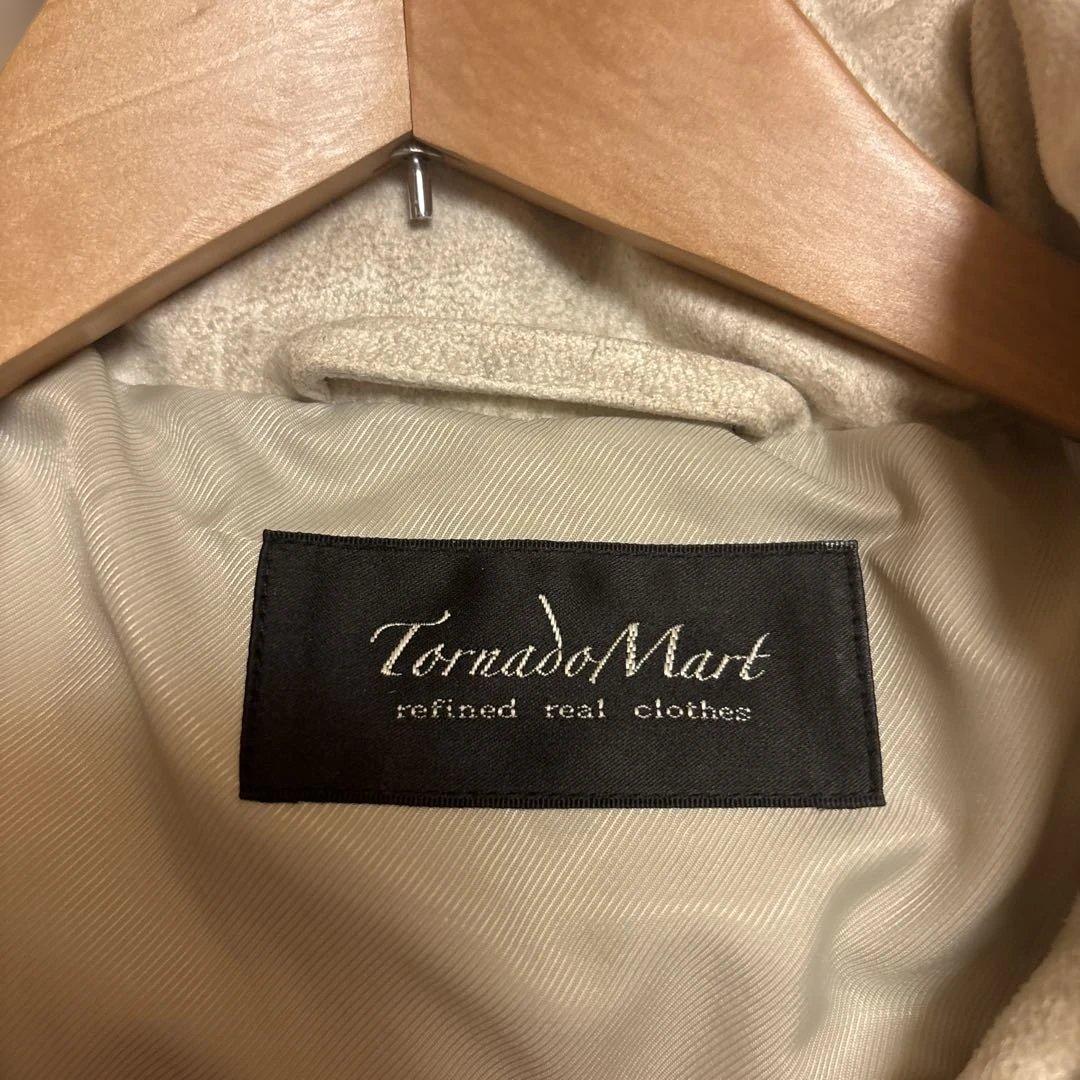 TornadoMart
refined real clothes